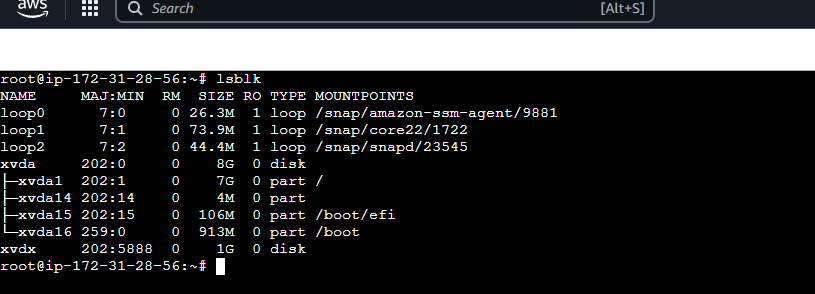 aws
Search [Alt+S]
root@ip-172-31-28-56:~# lsblk
NAME MAJ:MIN RM SIZE RO TYPE MOUNTPOINTS
loop0 7:0 0 26.3M 1 loop /snap/amazon-ssm-agent/9881
loop1 7:1 0 73.9M 1 loop /snap/core22/1722
loop2 7:2 0 44.4M 1 loop /snap/snapd/23545
xvda 202:0 0 8G 0 disk
├─xvda1 202:1 0 7G 0 part /
├─xvda14 202:14 0 4M 0 part
├─xvda15 202:15 0 106M 0 part /boot/efi
└─xvda16 259:0 0 913M 0 part /boot
xvdx 202:5888 0 1G 0 disk
root@ip-172-31-28-56:~#